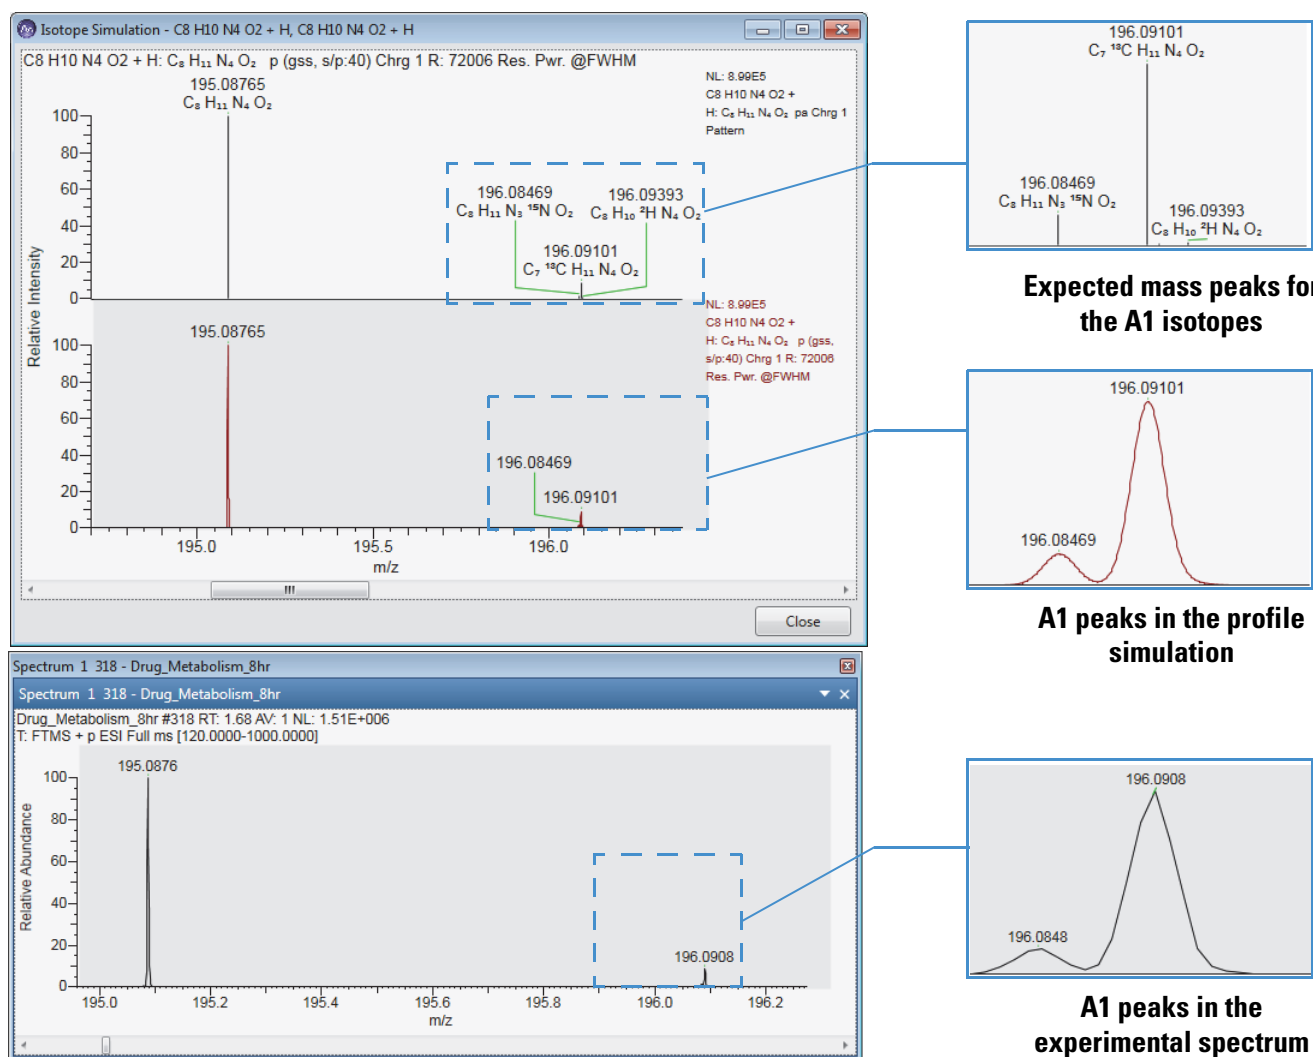 Isotope Simulation - C8 H10 N4 O2 + H, C8 H10 N4 O2 + H
C8 H10 N4 O2 + H: C₈ H₁₁ N₄ O₂ p (gss, s/p:40) Chrg 1 R: 72006 Res. Pwr. @FWHM
195.08765
C₈ H₁₁ N₄ O₂
NL: 8.99E5
C8 H10 N4 O2 +
H: C₈ H₁₁ N₄ O₂ pa Chrg 1
Pattern
100
80
60
40
20
0
196.08469
C₈ H₁₁ N₃ ¹⁵N O₂
196.09393
C₈ H₁₀ ²H N₄ O₂
196.09101
C₇ ¹³C H₁₁ N₄ O₂
Relative Intensity
NL: 8.99E5
C8 H10 N4 O2 +
H: C₈ H₁₁ N₄ O₂ p (gss,
s/p:40) Chrg 1 R: 72006
Res. Pwr. @FWHM
195.08765
100
80
60
40
20
0
196.08469
196.09101
195.0
195.5
196.0
m/z
Close
196.09101
C₇ ¹³C H₁₁ N₄ O₂
196.08469
C₈ H₁₁ N₃ ¹⁵N O₂
196.09393
C₈ H₁₀ ²H N₄ O₂
Expected mass peaks for
the A1 isotopes
196.09101
196.08469
A1 peaks in the profile
simulation
Spectrum 1 318 - Drug_Metabolism_8hr
Spectrum 1 318 - Drug_Metabolism_8hr
Drug_Metabolism_8hr #318 RT: 1.68 AV: 1 NL: 1.51E+006
T: FTMS + p ESI Full ms [120.0000-1000.0000]
195.0876
100
80
60
40
20
0
Relative Abundance
196.0908
195.0
195.2
195.4
195.6
195.8
196.0
196.2
m/z
196.0908
196.0848
A1 peaks in the
experimental spectrum